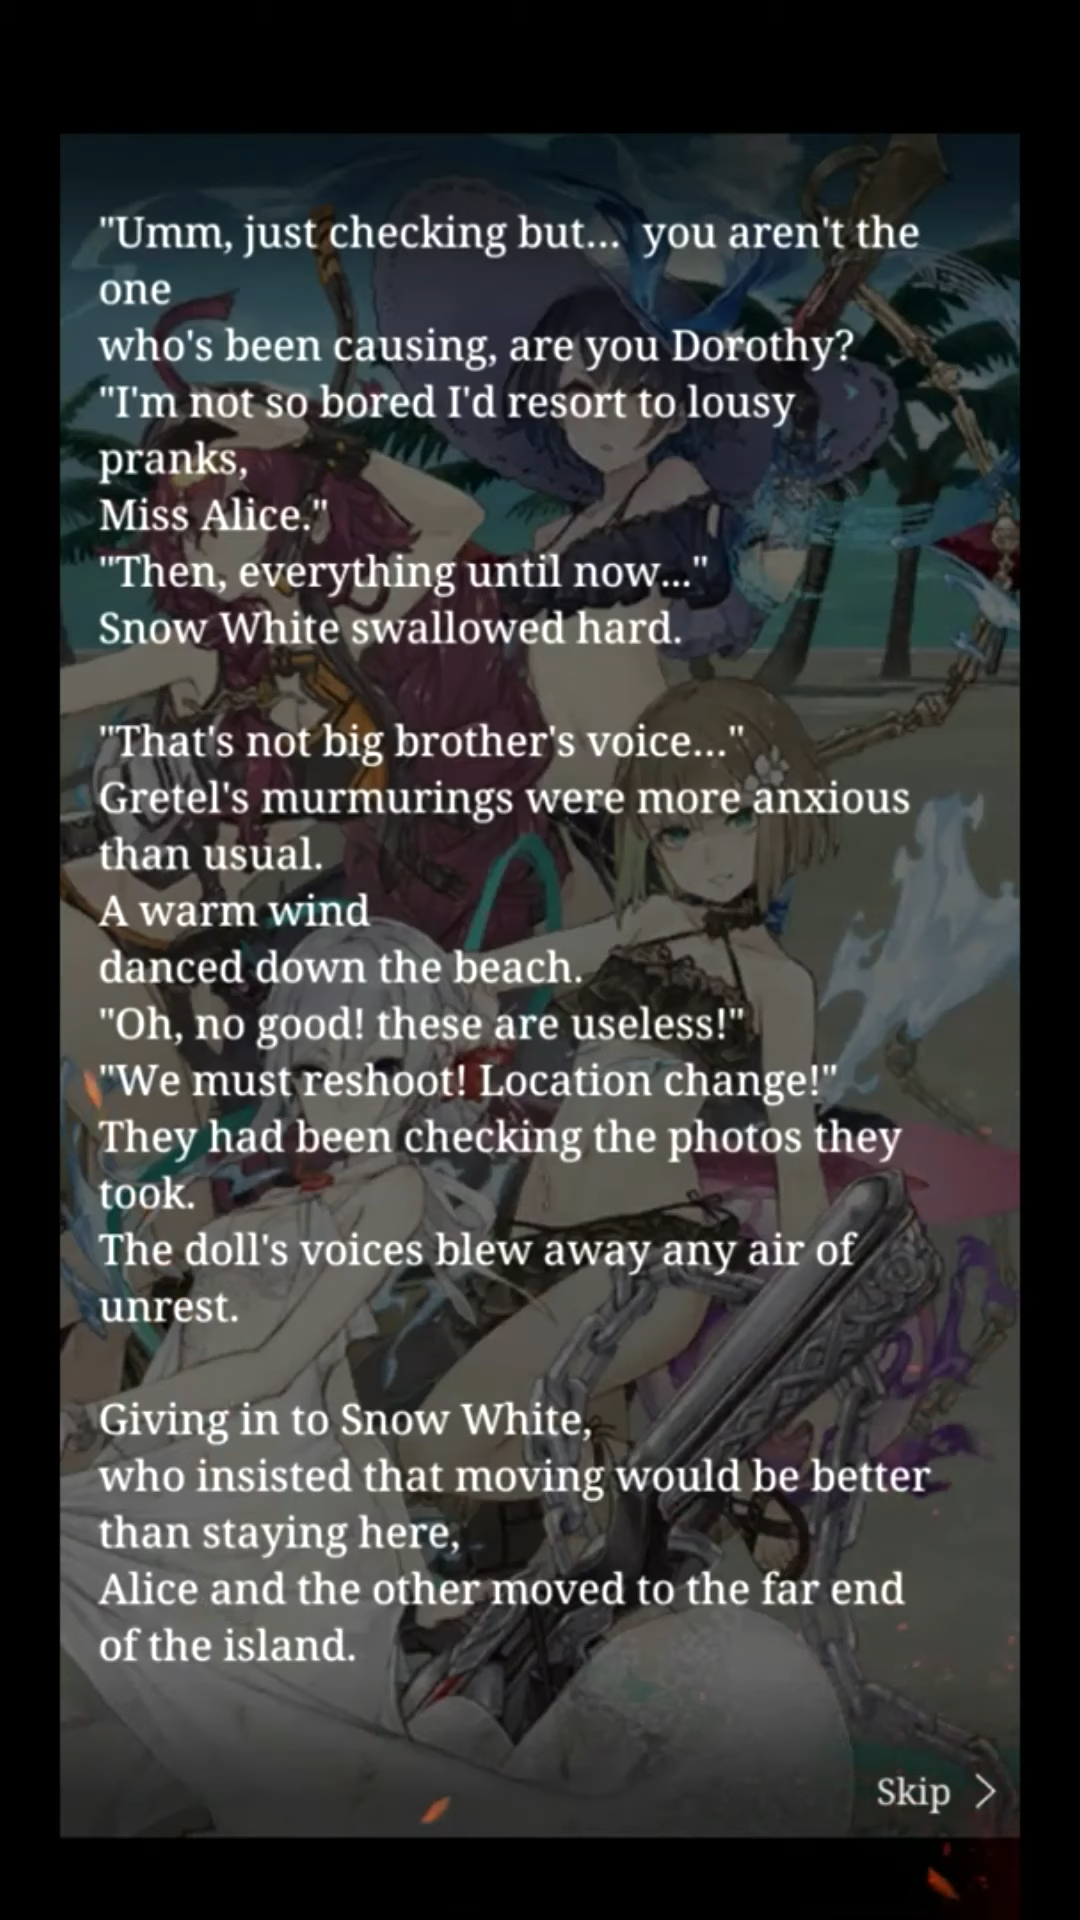 "Umm, just checking but...  you aren't the
one
who's been causing, are you Dorothy?
"I'm not so bored I'd resort to lousy
pranks,
Miss Alice."
"Then, everything until now..."
Snow White swallowed hard.

"That's not big brother's voice..."
Gretel's murmurings were more anxious
than usual.
A warm wind
danced down the beach.
"Oh, no good! these are useless!"
"We must reshoot! Location change!"
They had been checking the photos they
took.
The doll's voices blew away any air of
unrest.

Giving in to Snow White,
who insisted that moving would be better
than staying here,
Alice and the other moved to the far end
of the island.
Skip >